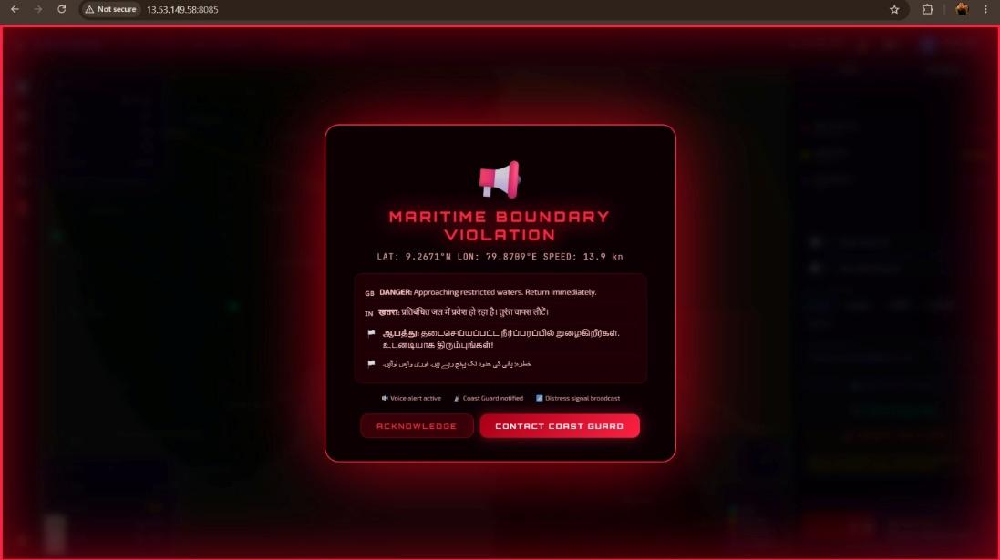 Not secure 13.53.149.58:8085
MARITIME BOUNDARY
VIOLATION
LAT: 9.2671°N LON: 79.8709°E SPEED: 13.9 kn
GB DANGER: Approaching restricted waters. Return immediately.
IN खतरा: प्रतिबंधित जल में प्रवेश हो रहा है। तुरंत वापस लौटें।
ஆபத்து: தடைசெய்யப்பட்ட நீர்ப்பரப்பில் நுழைகிறீர்கள்.
உடனடியாக திரும்புங்கள்!
خطرہ: پانی کی حدود تک پہنچ رہے ہیں۔ فوری واپس لوٹیں۔
Voice alert active Coast Guard notified Distress signal broadcast
ACKNOWLEDGE CONTACT COAST GUARD